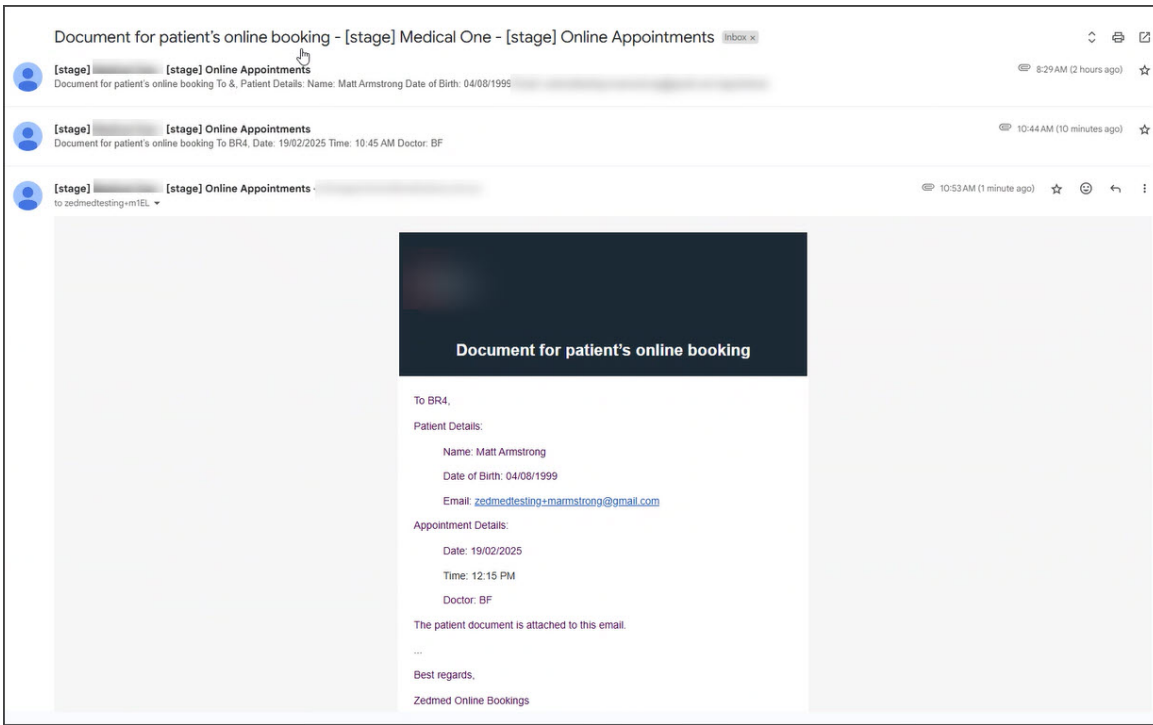 Document for patient's online booking - [stage] Medical One - [stage] Online Appointments Inbox ×
[stage] [stage] Online Appointments 8:29 AM (2 hours ago)
Document for patient's online booking To &, Patient Details: Name: Matt Armstrong Date of Birth: 04/08/1999
[stage] [stage] Online Appointments 10:44 AM (10 minutes ago)
Document for patient's online booking To BR4, Date: 19/02/2025 Time: 10:45 AM Doctor: BF
[stage] [stage] Online Appointments 10:53 AM (1 minute ago)
to zedmedtesting+m1EL
Document for patient's online booking
To BR4,
Patient Details:
Name: Matt Armstrong
Date of Birth: 04/08/1999
Email: zedmedtesting+marmstrong@gmail.com
Appointment Details:
Date: 19/02/2025
Time: 12:15 PM
Doctor: BF
The patient document is attached to this email.
...
Best regards,
Zedmed Online Bookings